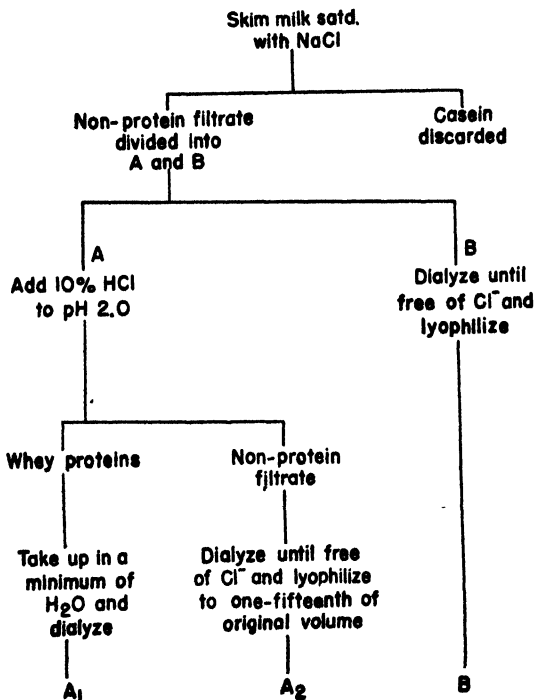 Skim milk satd.
with NaCl
Non-protein filtrate
divided into
A and B
Casein
discarded
A
Add 10% HCl
to pH 2.0
B
Dialyze until
free of Cl⁻ and
lyophilize
Whey proteins
Non-protein
filtrate
Take up in a
minimum of
H₂O and
dialyze
Dialyze until free
of Cl⁻ and lyophilize
to one-fifteenth of
original volume
A₁
A₂
B